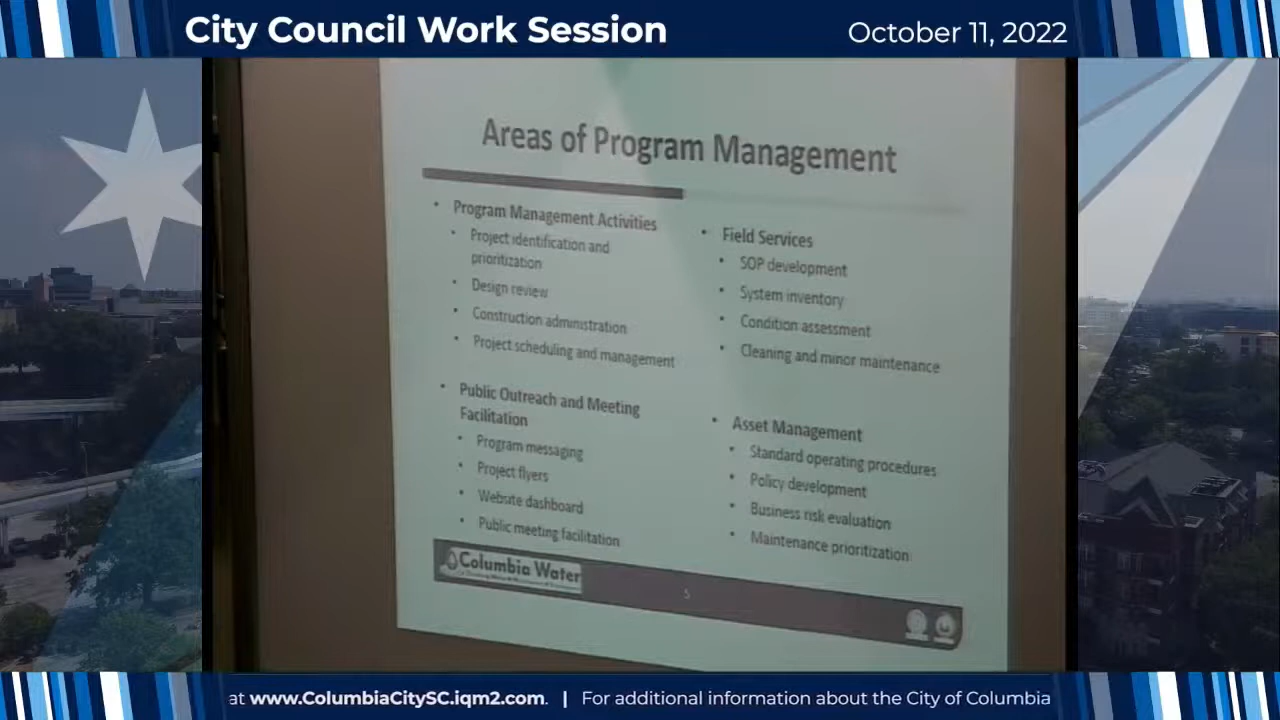 City Council Work Session
October 11, 2022
Areas of Program Management
• Program Management Activities
• Project identification and
prioritization
• Design review
• Construction administration
• Project scheduling and management
• Public Outreach and Meeting
Facilitation
• Program messaging
• Project flyers
• Website dashboard
• Public meeting facilitation
• Field Services
• SOP development
• System inventory
• Condition assessment
• Cleaning and minor maintenance
• Asset Management
• Standard operating procedures
• Policy development
• Business risk evaluation
• Maintenance prioritization
Columbia Water
5
at www.ColumbiaCitySC.iqm2.com. | For additional information about the City of Columbia